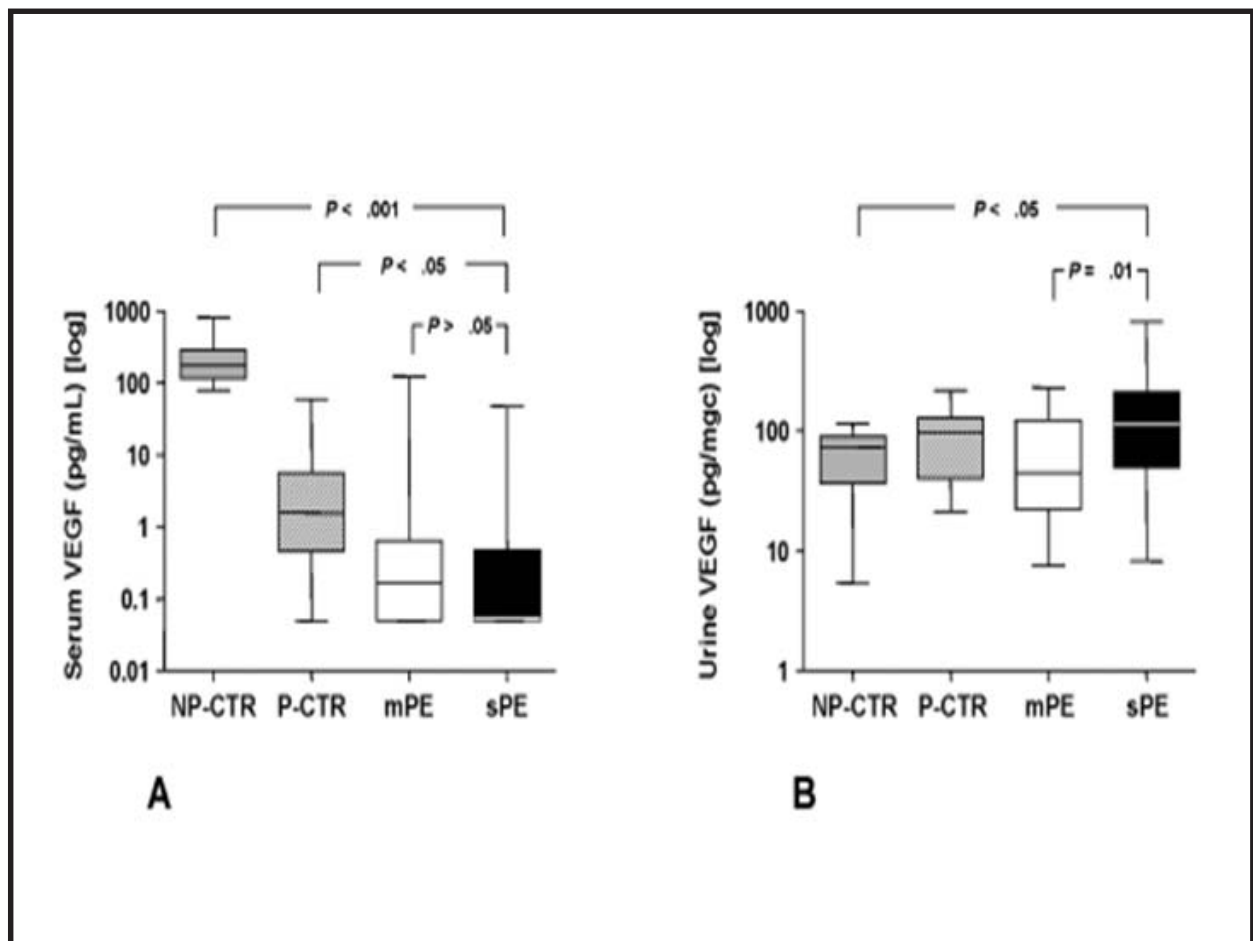 P < .001
P < .05
P > .05
Serum VEGF (pg/mL) [log]
1000
100
10
1
0.1
0.01
NP-CTR P-CTR mPE sPE
A
P < .05
P = .01
Urine VEGF (pg/mgc) [log]
1000
100
10
1
NP-CTR P-CTR mPE sPE
B